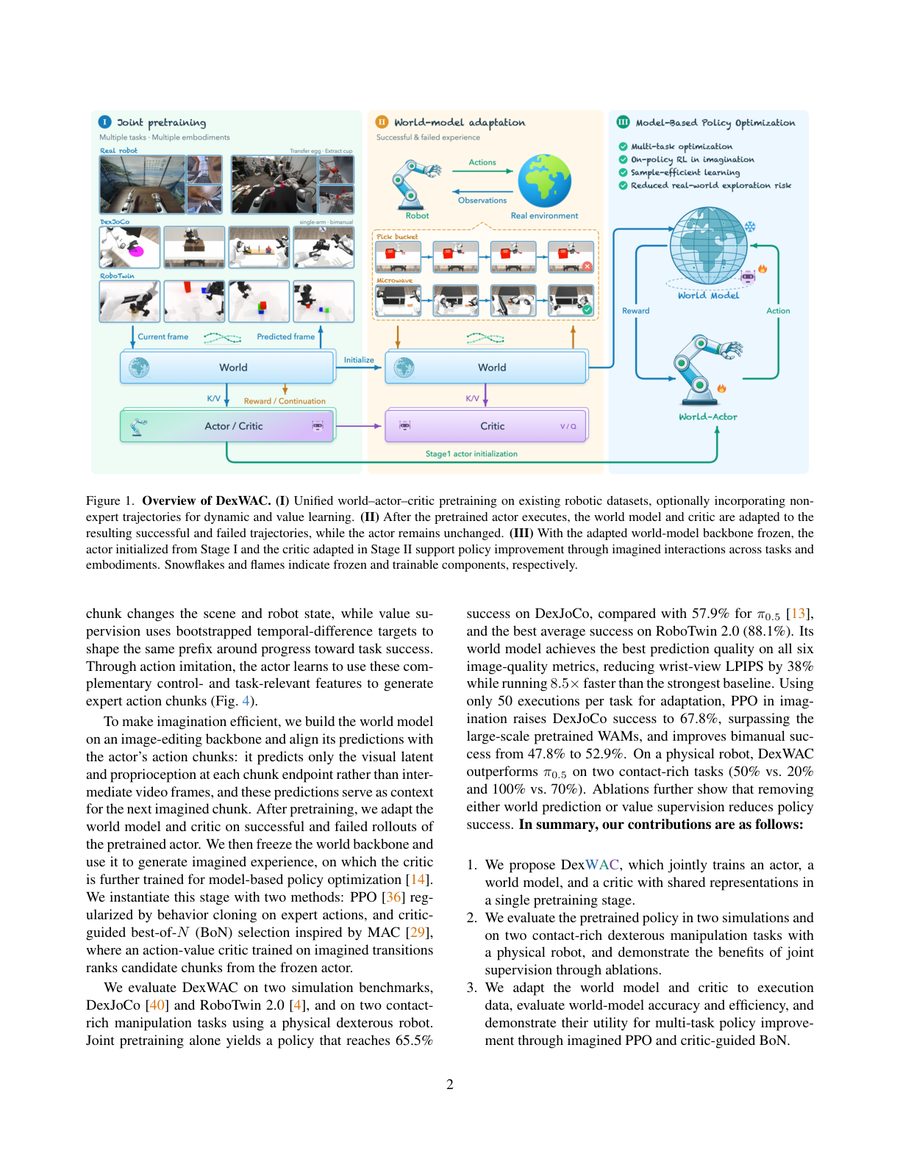 I Joint pretraining
Multiple tasks · Multiple embodiments
Real robot
Transfer egg · Extract cup
DexJoCo
single-arm · bimanual
RoboTwin
Current frame
Predicted frame
World
K/V
Reward / Continuation
Actor / Critic
Initialize
II World-model adaptation
Successful & failed experience
Actions
Observations
Robot
Real environment
Pick bucket
Microwave
World
K/V
Critic
V / Q
Stage1 actor initialization
III Model-Based Policy Optimization
Multi-task optimization
On-policy RL in imagination
Sample-efficient learning
Reduced real-world exploration risk
World Model
Reward
Action
World-Actor
Figure 1. Overview of DexWAC. (I) Unified world–actor–critic pretraining on existing robotic datasets, optionally incorporating non-
expert trajectories for dynamic and value learning. (II) After the pretrained actor executes, the world model and critic are adapted to the
resulting successful and failed trajectories, while the actor remains unchanged. (III) With the adapted world-model backbone frozen, the
actor initialized from Stage I and the critic adapted in Stage II support policy improvement through imagined interactions across tasks and
embodiments. Snowflakes and flames indicate frozen and trainable components, respectively.
chunk changes the scene and robot state, while value su-
pervision uses bootstrapped temporal-difference targets to
shape the same prefix around progress toward task success.
Through action imitation, the actor learns to use these com-
plementary control- and task-relevant features to generate
expert action chunks (Fig. 4).
To make imagination efficient, we build the world model
on an image-editing backbone and align its predictions with
the actor's action chunks: it predicts only the visual latent
and proprioception at each chunk endpoint rather than inter-
mediate video frames, and these predictions serve as context
for the next imagined chunk. After pretraining, we adapt the
world model and critic on successful and failed rollouts of
the pretrained actor. We then freeze the world backbone and
use it to generate imagined experience, on which the critic
is further trained for model-based policy optimization [14].
We instantiate this stage with two methods: PPO [36] reg-
ularized by behavior cloning on expert actions, and critic-
guided best-of-N (BoN) selection inspired by MAC [29],
where an action-value critic trained on imagined transitions
ranks candidate chunks from the frozen actor.
We evaluate DexWAC on two simulation benchmarks,
DexJoCo [40] and RoboTwin 2.0 [4], and on two contact-
rich manipulation tasks using a physical dexterous robot.
Joint pretraining alone yields a policy that reaches 65.5%
success on DexJoCo, compared with 57.9% for π0.5 [13],
and the best average success on RoboTwin 2.0 (88.1%). Its
world model achieves the best prediction quality on all six
image-quality metrics, reducing wrist-view LPIPS by 38%
while running 8.5× faster than the strongest baseline. Using
only 50 executions per task for adaptation, PPO in imag-
ination raises DexJoCo success to 67.8%, surpassing the
large-scale pretrained WAMs, and improves bimanual suc-
cess from 47.8% to 52.9%. On a physical robot, DexWAC
outperforms π0.5 on two contact-rich tasks (50% vs. 20%
and 100% vs. 70%). Ablations further show that removing
either world prediction or value supervision reduces policy
success. In summary, our contributions are as follows:
1. We propose DexWAC, which jointly trains an actor, a
world model, and a critic with shared representations in
a single pretraining stage.
2. We evaluate the pretrained policy in two simulations and
on two contact-rich dexterous manipulation tasks with
a physical robot, and demonstrate the benefits of joint
supervision through ablations.
3. We adapt the world model and critic to execution
data, evaluate world-model accuracy and efficiency, and
demonstrate their utility for multi-task policy improve-
ment through imagined PPO and critic-guided BoN.
2